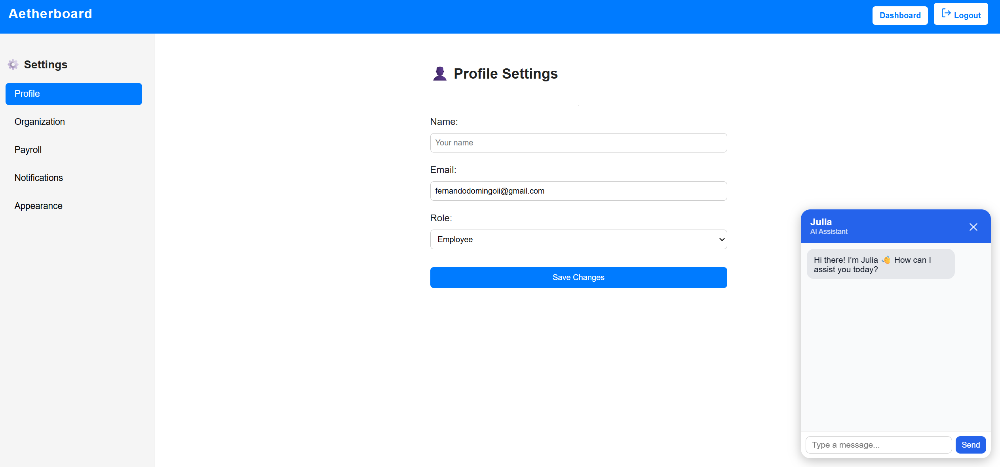 Aetherboard
Dashboard
Logout
Settings
Profile
Organization
Payroll
Notifications
Appearance
Profile Settings
Name:
Your name
Email:
fernandodomingoii@gmail.com
Role:
Employee
Save Changes
Julia
AI Assistant
Hi there! I’m Julia 👋 How can I
assist you today?
Type a message...
Send